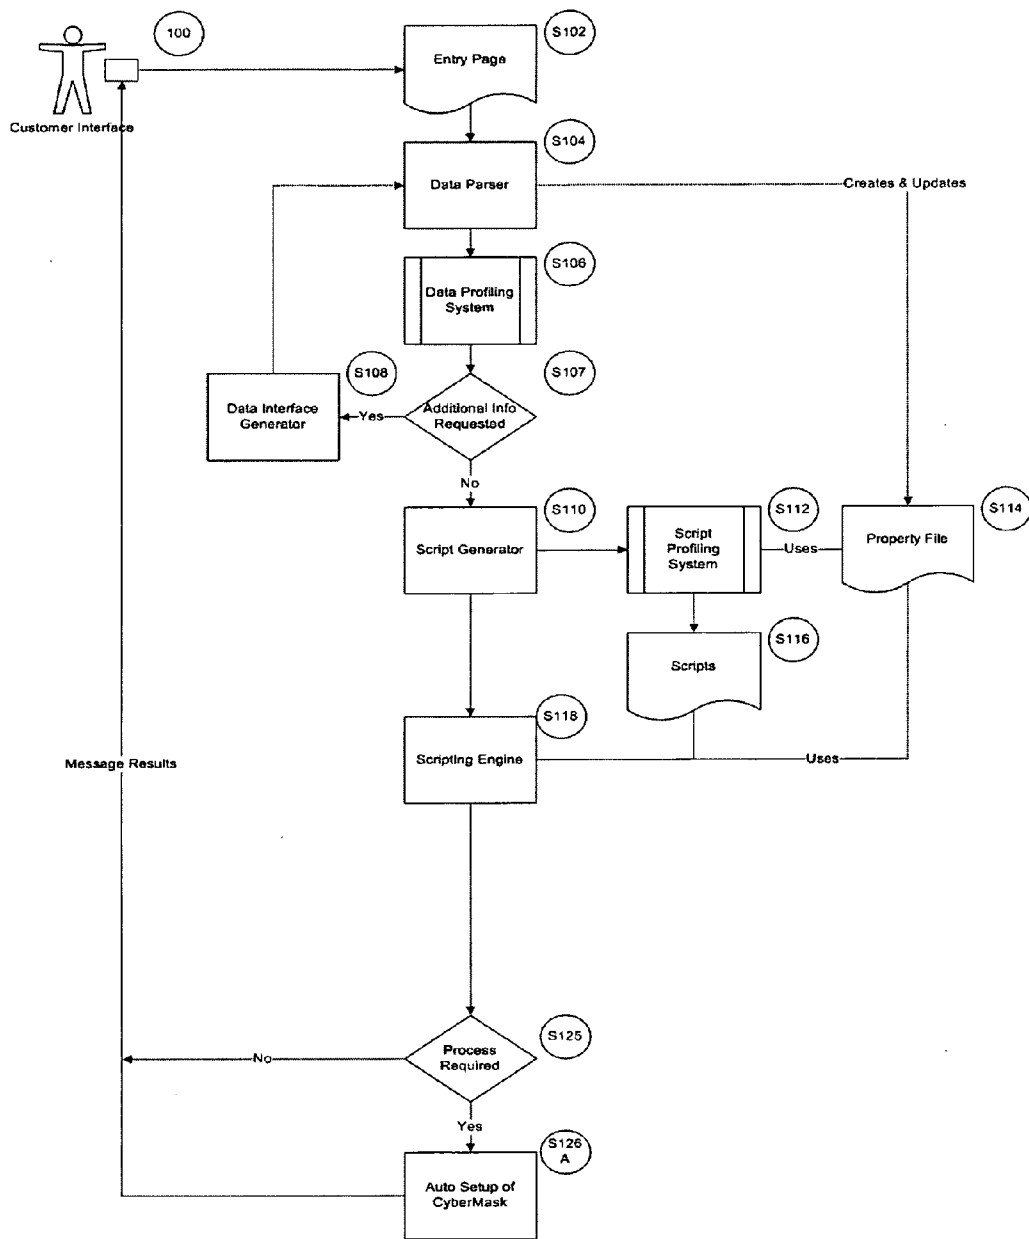 100
S102
Entry Page
Customer Interface
S104
Data Parser
Creates & Updates
S106
Data Profiling
System
S108
S107
Data Interface
Generator
Yes
Additional Info
Requested
No
S110
S112
S114
Script Generator
Script
Profiling
System
Uses
Property File
S116
Scripts
S118
Message Results
Scripting Engine
Uses
S125
Process
Required
No
Yes
S126
A
Auto Setup of
CyberMask